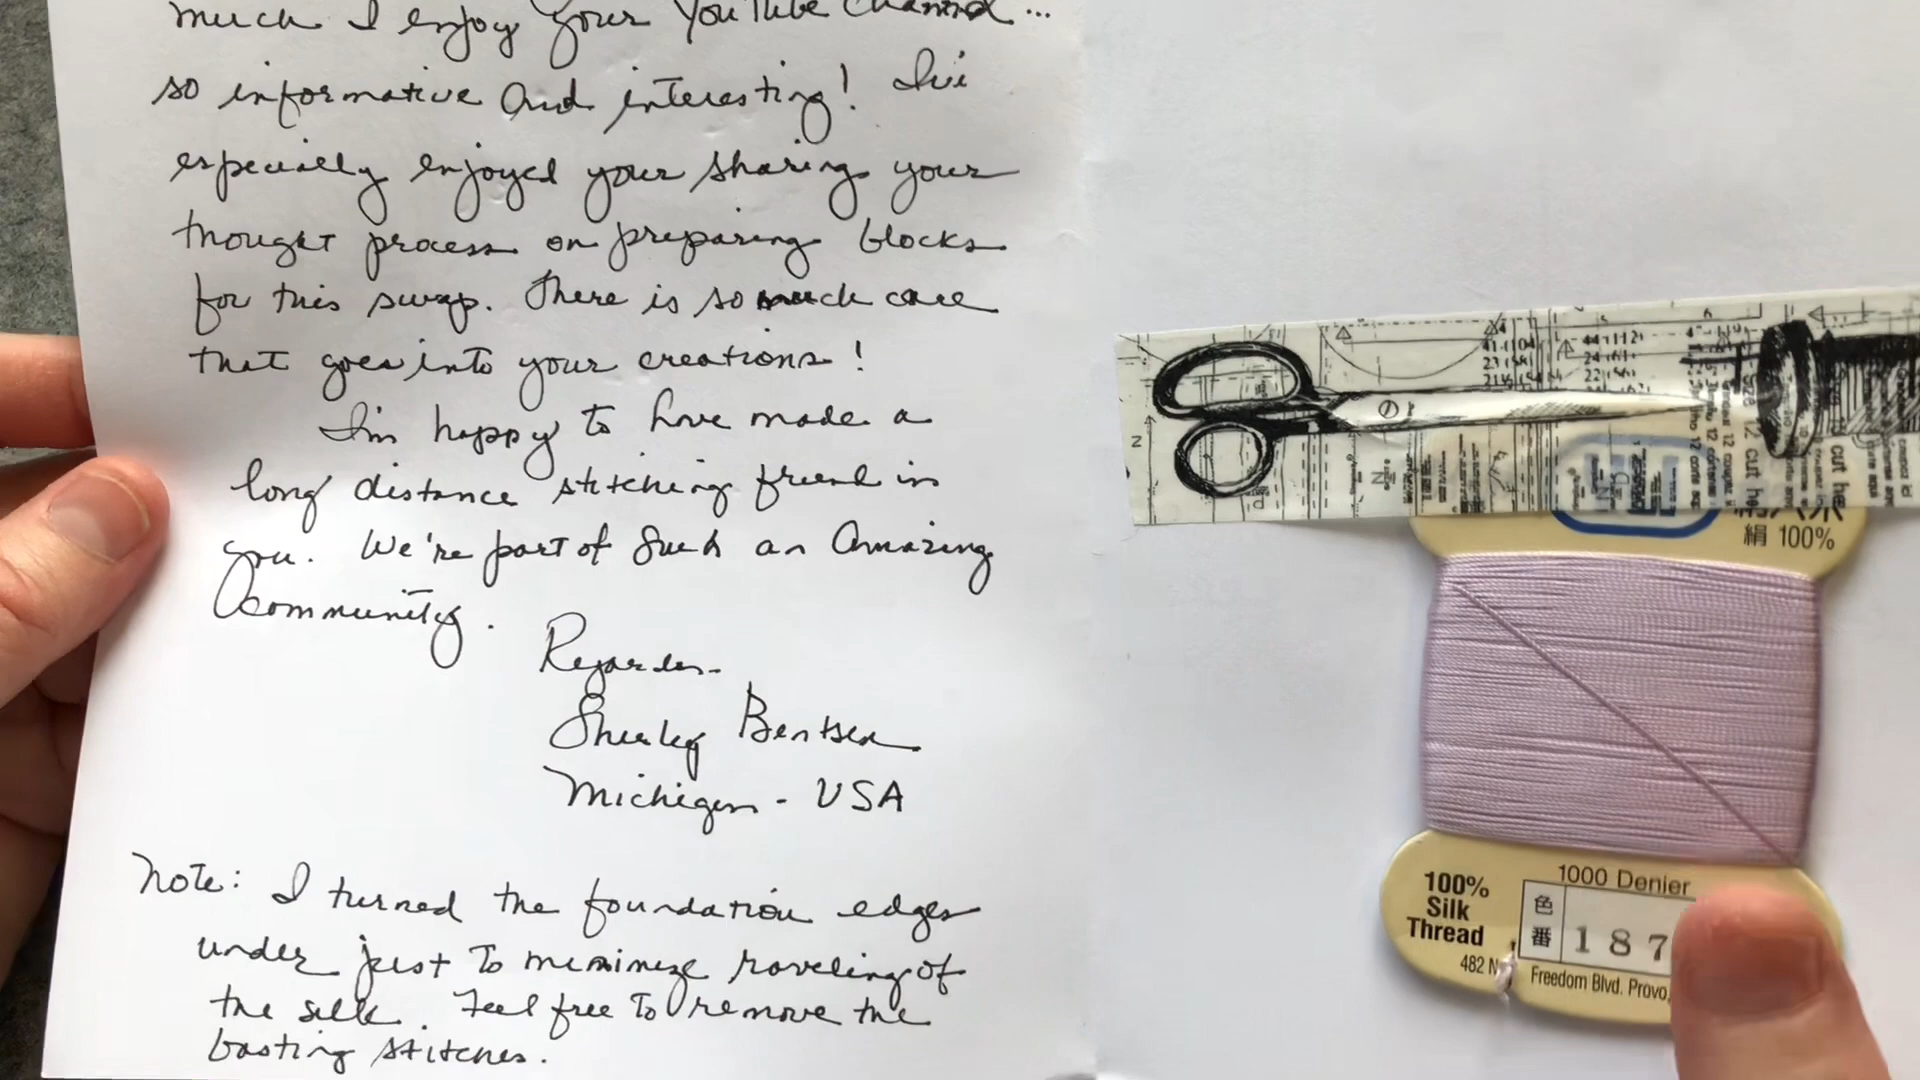 much I enjoy your YouTube channel...
so informative and interesting! I've
especially enjoyed your sharing your
thought process on preparing blocks
for this swap. There is so much care
that goes into your creations!
I'm happy to have made a
long distance stitching friend in
you. We're part of such an amazing
community.
Regards-
Shirley Bentsen
Michigan - USA
Note: I turned the foundation edges
under just to minimize raveling of
the silk. Feel free to remove the
basting stitches.
絹 100%
1000 Denier
100%
Silk
Thread
色
番
187
482 N
Freedom Blvd. Provo,